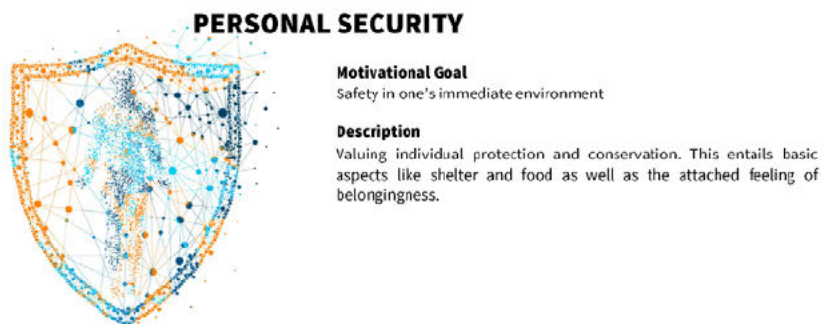 PERSONAL SECURITY
Motivational Goal
Safety in one's immediate environment
Description
Valuing individual protection and conservation. This entails basic
aspects like shelter and food as well as the attached feeling of
belongingness.